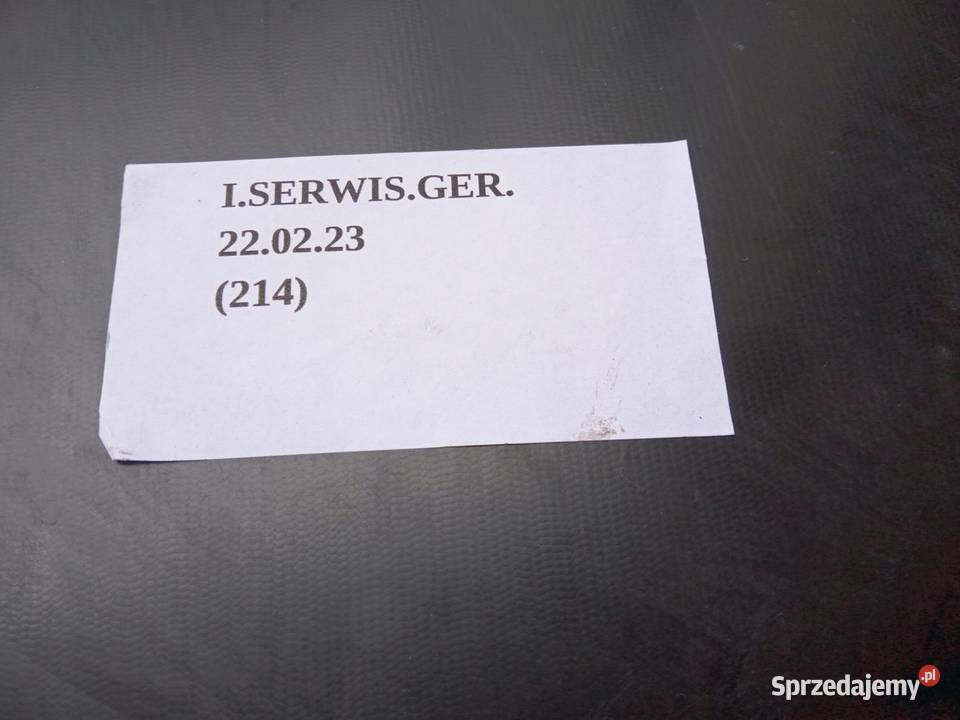 I.SERWIS.GER.
22.02.23
(214)
Sprzedajemy.pl